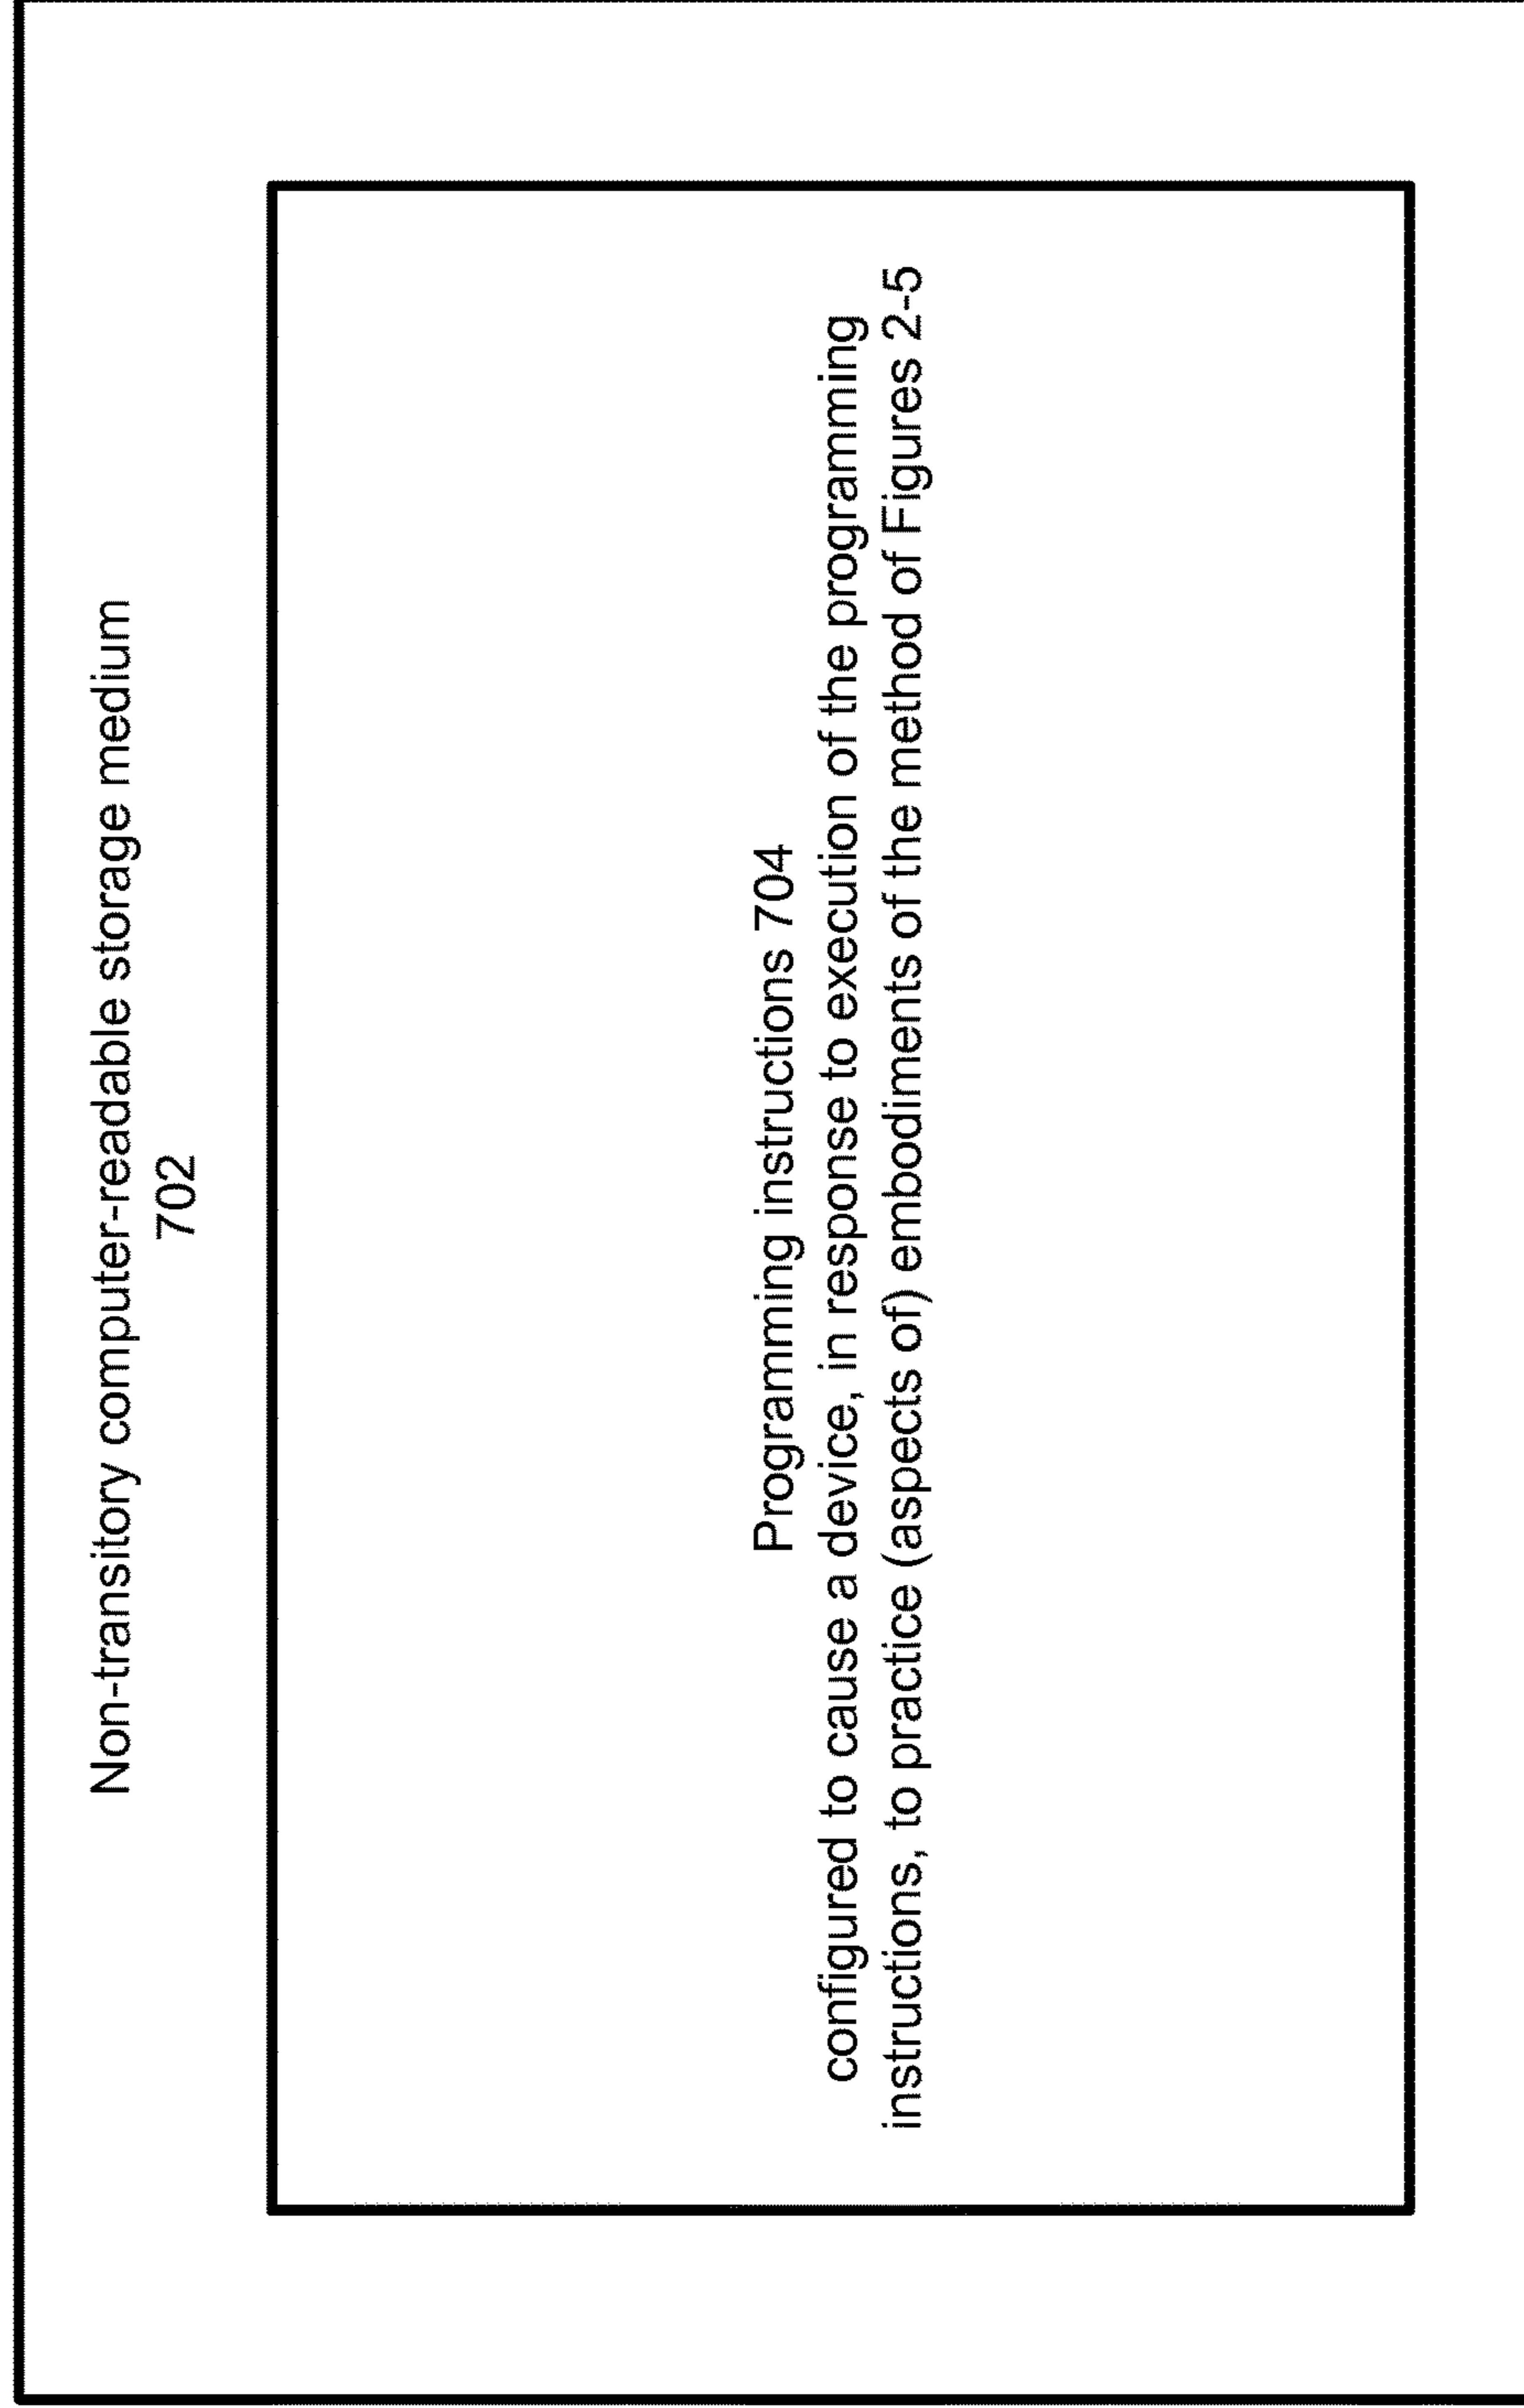 Non-transitory computer-readable storage medium
702
Programming instructions 704
configured to cause a device, in response to execution of the programming
instructions, to practice (aspects of) embodiments of the method of Figures 2-5